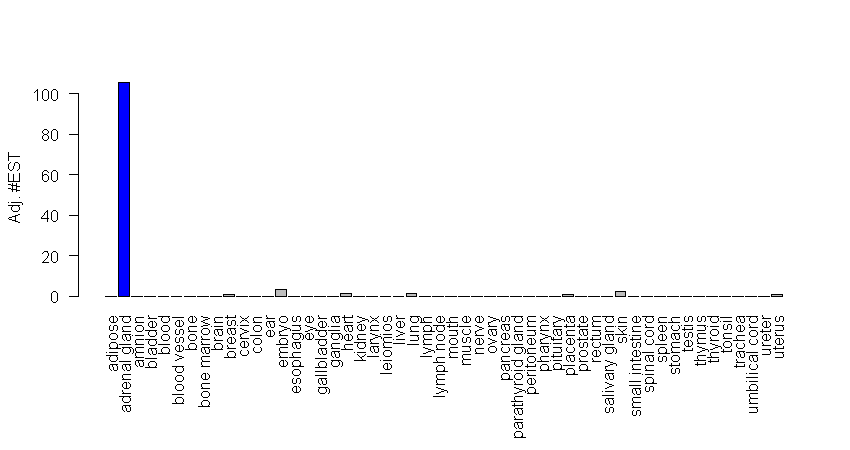 Adj. #EST
100
80
60
40
20
0
adipose
adrenal gland
amnion
bladder
blood
blood vessel
bone
bone marrow
brain
breast
cervix
colon
ear
embryo
esophagus
eye
gallbladder
ganglia
heart
kidney
larynx
leiomios
liver
lung
lymph
lymph node
mouth
muscle
nerve
ovary
pancreas
parathyroid gland
peritoneum
pharynx
pituitary
placenta
prostate
rectum
salivary gland
skin
small intestine
spinal cord
spleen
stomach
testis
thymus
thyroid
tonsil
trachea
umbilical cord
ureter
uterus